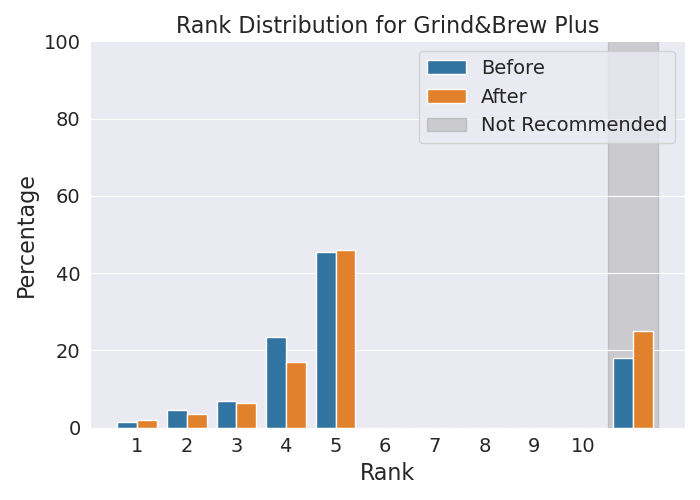 Rank Distribution for Grind&Brew Plus
100
80
60
40
20
0
Percentage
Before
After
Not Recommended
1 2 3 4 5 6 7 8 9 10
Rank